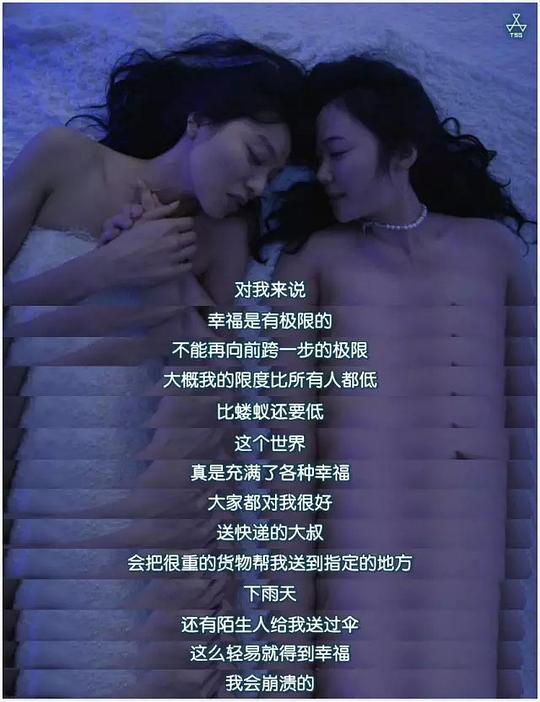 TSG
对我来说
幸福是有极限的
不能再向前跨一步的极限
大概我的限度比所有人都低
比蝼蚁还要低
这个世界
真是充满了各种幸福
大家都对我很好
送快递的大叔
会把很重的货物帮我送到指定的地方
下雨天
还有陌生人给我送过伞
这么轻易就得到幸福
我会崩溃的